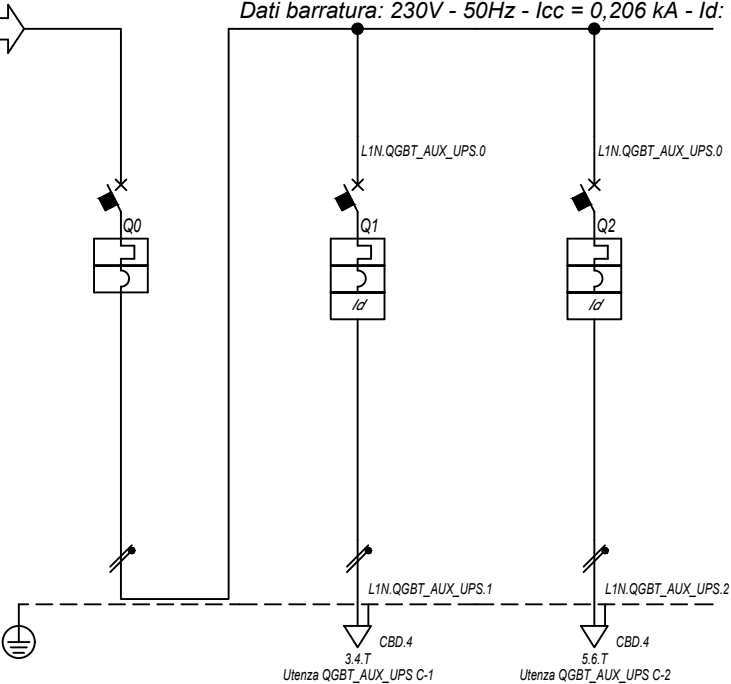 Dati barratura: 230V - 50Hz - Icc = 0,206 kA - Id:
L1N.QGBT_AUX_UPS.0
L1N.QGBT_AUX_UPS.0
Q0
Q1
Q2
Id
Id
L1N.QGBT_AUX_UPS.1
L1N.QGBT_AUX_UPS.2
CBD.4
CBD.4
3.4.T
5.6.T
Utenza QGBT_AUX_UPS C-1
Utenza QGBT_AUX_UPS C-2